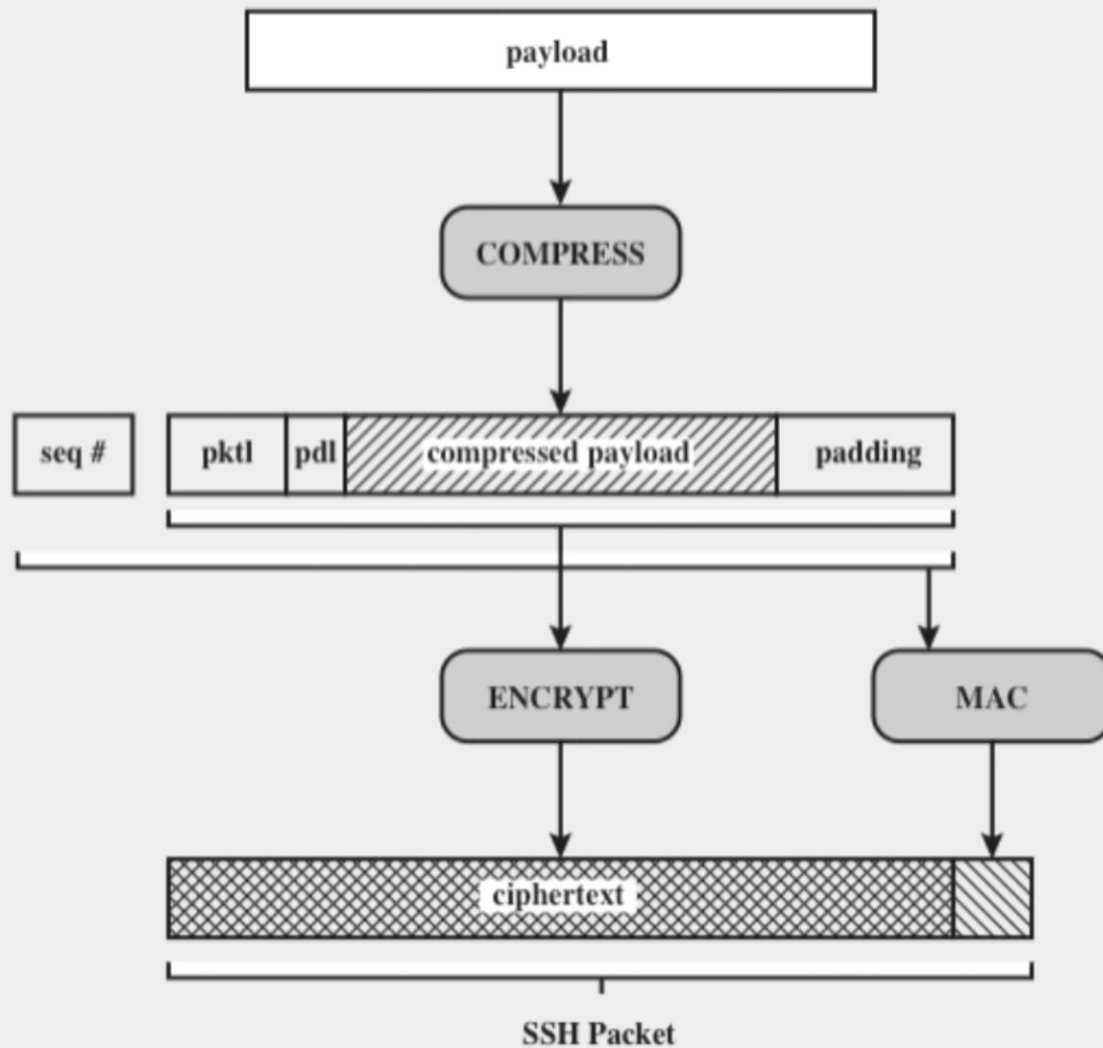 payload
COMPRESS
seq # pktl pdl compressed payload padding
ENCRYPT MAC
ciphertext
SSH Packet